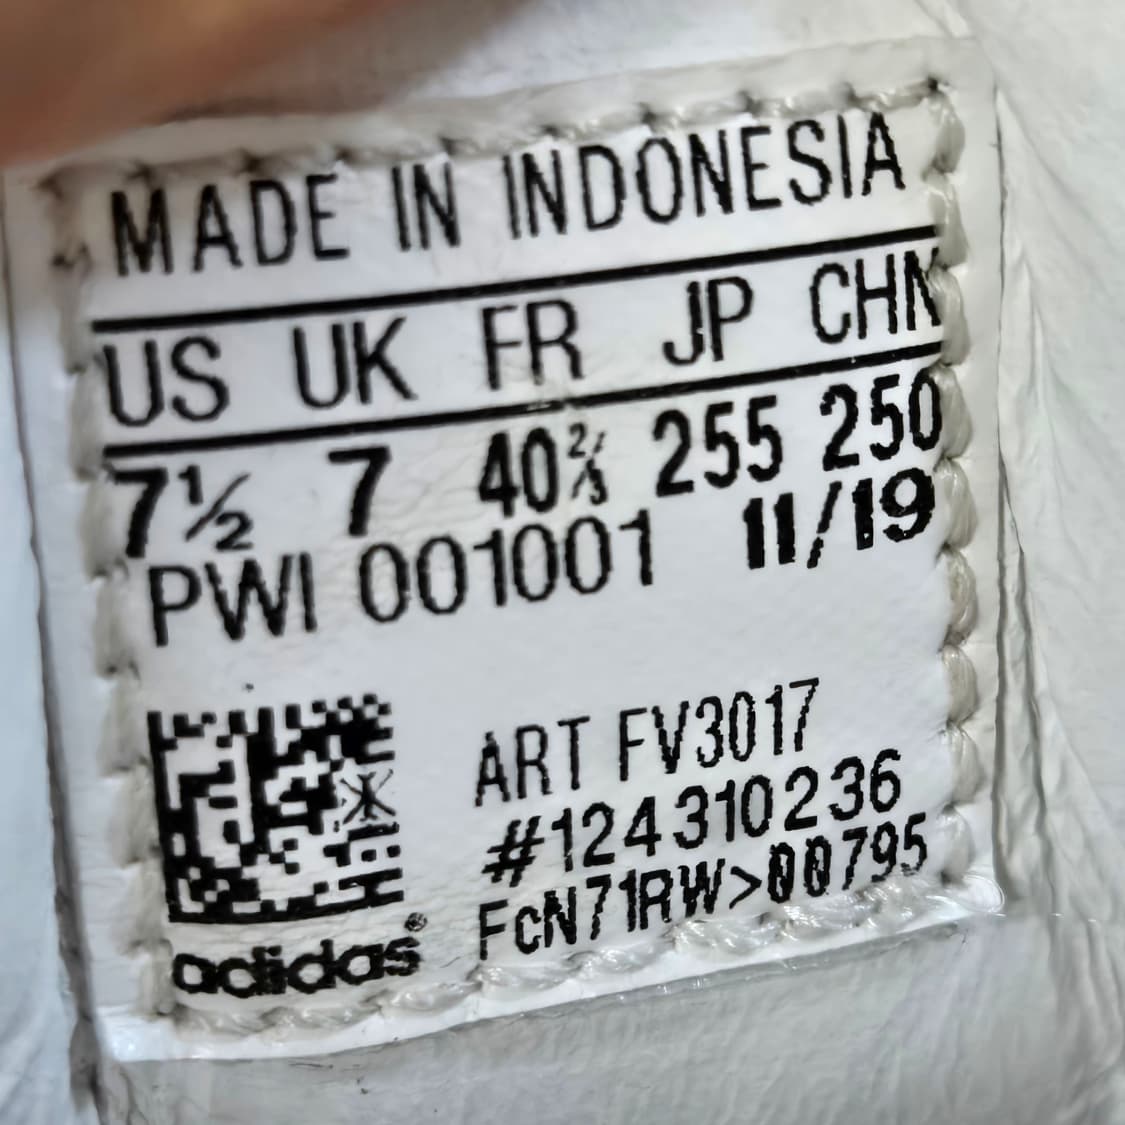 MADE IN INDONESIA
US UK FR JP CHN
7½ 7 40⅔ 255 250
PWI 001001 11/19
ART FV3017
#124310236
FcN71RW>00795
adidas®